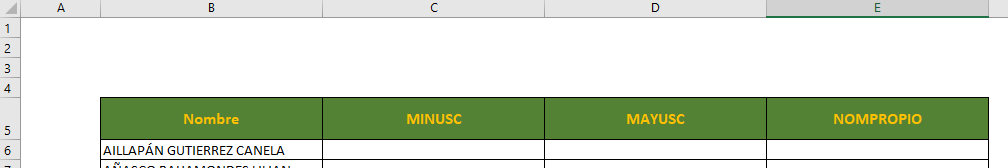 A B C D E
1
2
3
4
5 Nombre MINUSC MAYUSC NOMPROPIO
6 AILLAPÁN GUTIERREZ CANELA